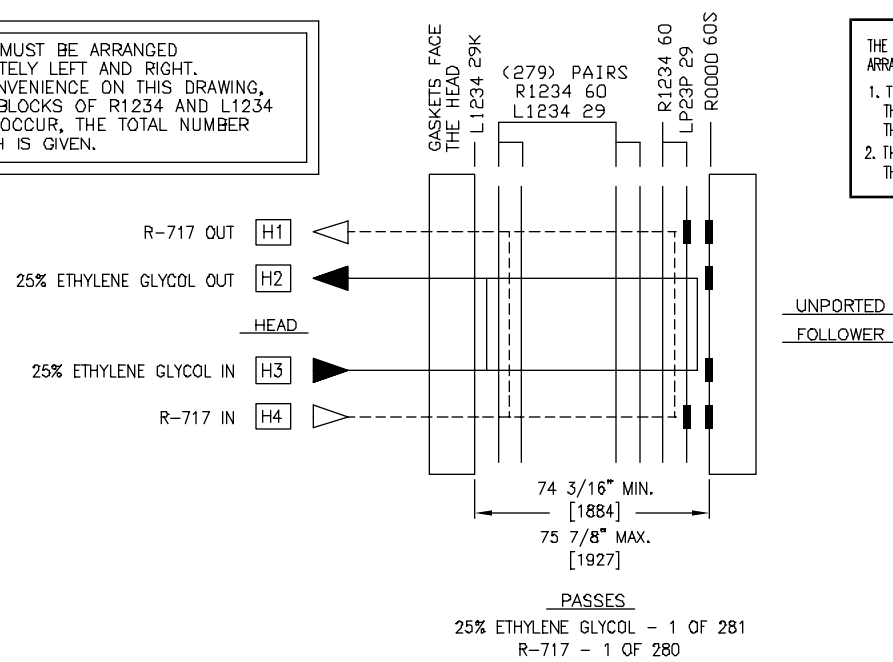 MUST BE ARRANGED
TELY LEFT AND RIGHT.
NVENIENCE ON THIS DRAWING,
BLOCKS OF R1234 AND L1234
OCCUR, THE TOTAL NUMBER
H IS GIVEN.
GASKETS FACE
THE HEAD
L1234 29K
(279) PAIRS
R1234 60
L1234 29
R1234 60
LP23P 29
R0000 60S
THE
ARRA
1. T
TH
TH
2. TH
TH
R-717 OUT H1
25% ETHYLENE GLYCOL OUT H2
HEAD
25% ETHYLENE GLYCOL IN H3
R-717 IN H4
UNPORTED
FOLLOWER
74 3/16" MIN.
[1884]
75 7/8" MAX.
[1927]
PASSES
25% ETHYLENE GLYCOL - 1 OF 281
R-717 - 1 OF 280